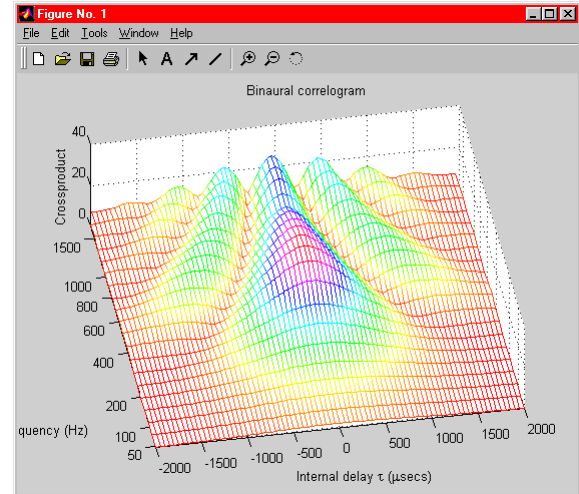 Figure No. 1
File Edit Tools Window Help
A
Binaural correlogram
40
20
0
Crossproduct
1500
1000
800
600
400
200
100
50
quency (Hz)
-2000 -1500 -1000 -500 0 500 1000 1500 2000
Internal delay τ (μsecs)